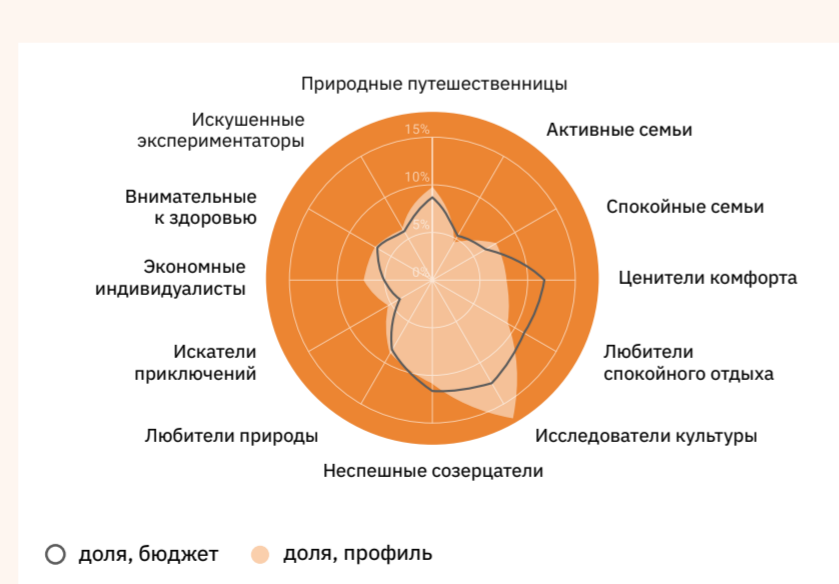 Природные путешественницы
Искушенные
экспериментаторы
15%
Активные семьи
10%
Внимательные
к здоровью
Спокойные семьи
5%
Экономные
индивидуалисты
0%
Ценители комфорта
Искатели
приключений
Любители
спокойного отдыха
Любители природы
Исследователи культуры
Неспешные созерцатели
доля, бюджет
доля, профиль